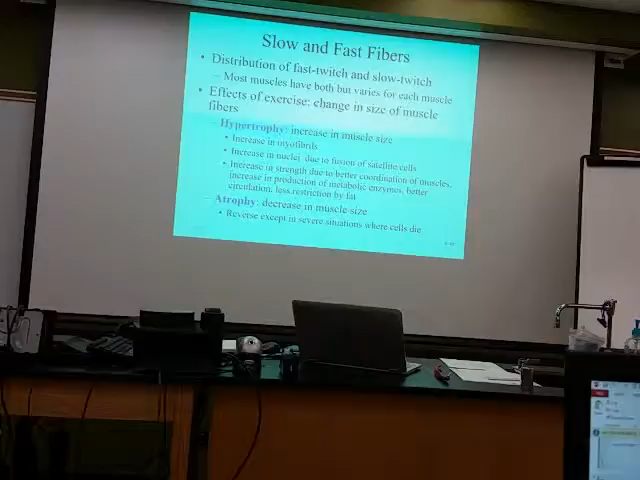 Slow and Fast Fibers
• Distribution of fast-twitch and slow-twitch
– Most muscles have both but varies for each muscle
• Effects of exercise: change in size of muscle
fibers
– Hypertrophy: increase in muscle size
• Increase in myofibrils
• Increase in nuclei due to fusion of satellite cells
• Increase in strength due to better coordination of muscles,
increase in production of metabolic enzymes, better
circulation, less restriction by fat
– Atrophy: decrease in muscle size
• Reverse except in severe situations where cells die